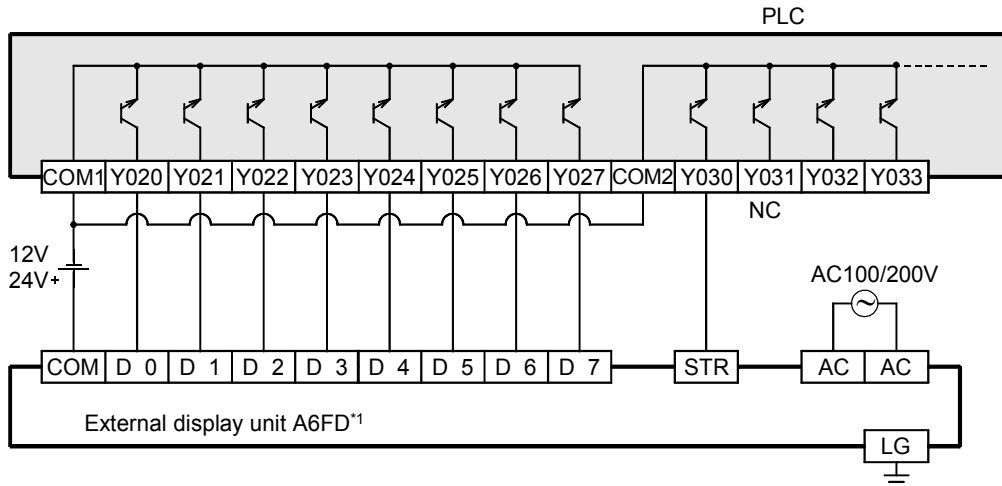 PLC
COM1 Y020 Y021 Y022 Y023 Y024 Y025 Y026 Y027 COM2 Y030 Y031 Y032 Y033
NC
12V
24V+
AC100/200V
COM D 0 D 1 D 2 D 3 D 4 D 5 D 6 D 7 STR AC AC
External display unit A6FD*1
LG